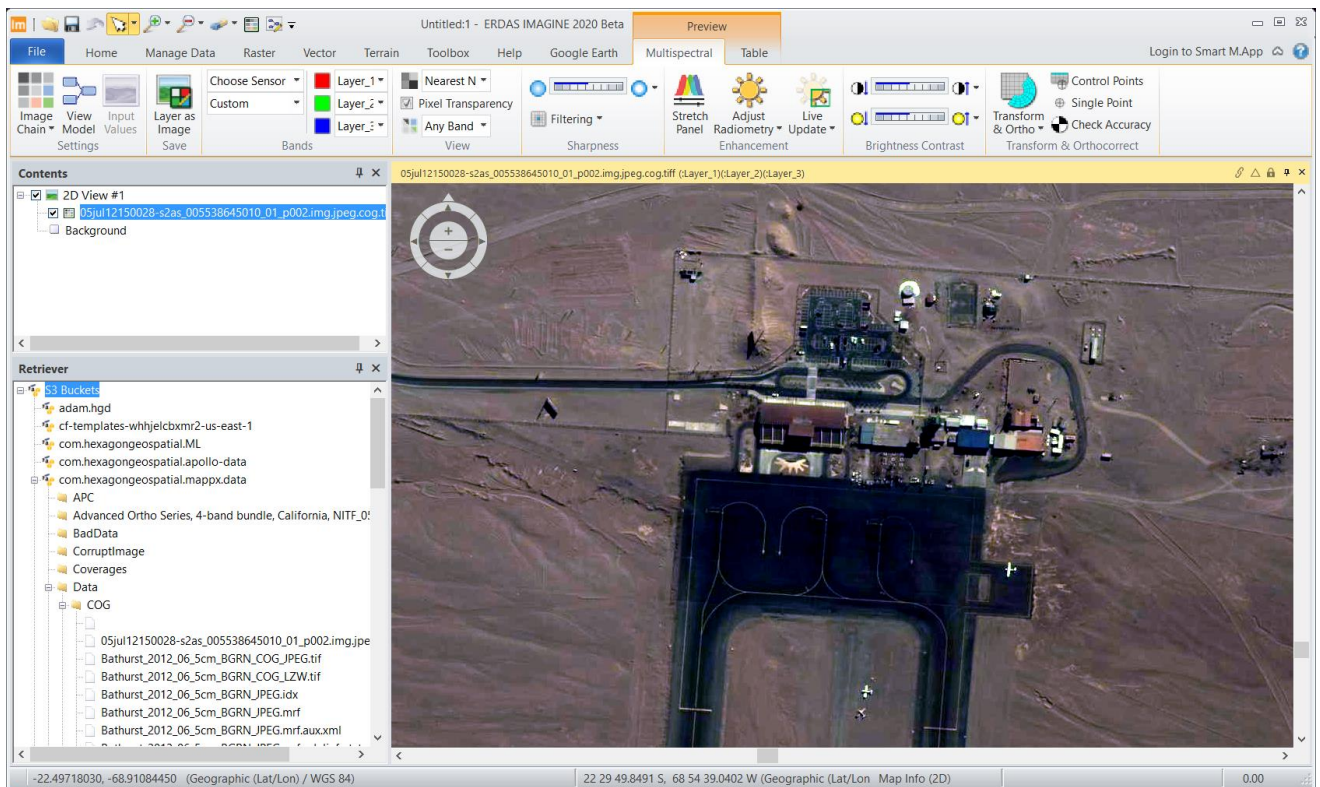 Untitled:1 - ERDAS IMAGINE 2020 Beta
Preview
File Home Manage Data Raster Vector Terrain Toolbox Help Google Earth Multispectral Table
Login to Smart M.App
Image Chain
View Model
Input Values
Settings
Layer as Image
Save
Choose Sensor
Custom
Layer_1
Layer_2
Layer_3
Bands
Nearest N
Pixel Transparency
Any Band
View
Filtering
Sharpness
Stretch Panel
Adjust Radiometry
Live Update
Enhancement
Brightness Contrast
Transform & Ortho
Control Points
Single Point
Check Accuracy
Transform & Orthocorrect
Contents
2D View #1
05jul12150028-s2as_005538645010_01_p002.img.jpeg.cog.ti
Background
Retriever
S3 Buckets
adam.hgd
cf-templates-whhjelcbxmr2-us-east-1
com.hexagongeospatial.ML
com.hexagongeospatial.apollo-data
com.hexagongeospatial.mappx.data
APC
Advanced Ortho Series, 4-band bundle, California, NITF_05
BadData
CorruptImage
Coverages
Data
COG
05jul12150028-s2as_005538645010_01_p002.img.jpe
Bathurst_2012_06_5cm_BGRN_COG_JPEG.tif
Bathurst_2012_06_5cm_BGRN_COG_LZW.tif
Bathurst_2012_06_5cm_BGRN_JPEG.idx
Bathurst_2012_06_5cm_BGRN_JPEG.mrf
Bathurst_2012_06_5cm_BGRN_JPEG.mrf.aux.xml
05jul12150028-s2as_005538645010_01_p002.img.jpeg.cog.tiff (:Layer_1)(:Layer_2)(:Layer_3)
-22.49718030, -68.91084450 (Geographic (Lat/Lon) / WGS 84)
22 29 49.8491 S, 68 54 39.0402 W (Geographic (Lat/Lon Map Info (2D)
0.00